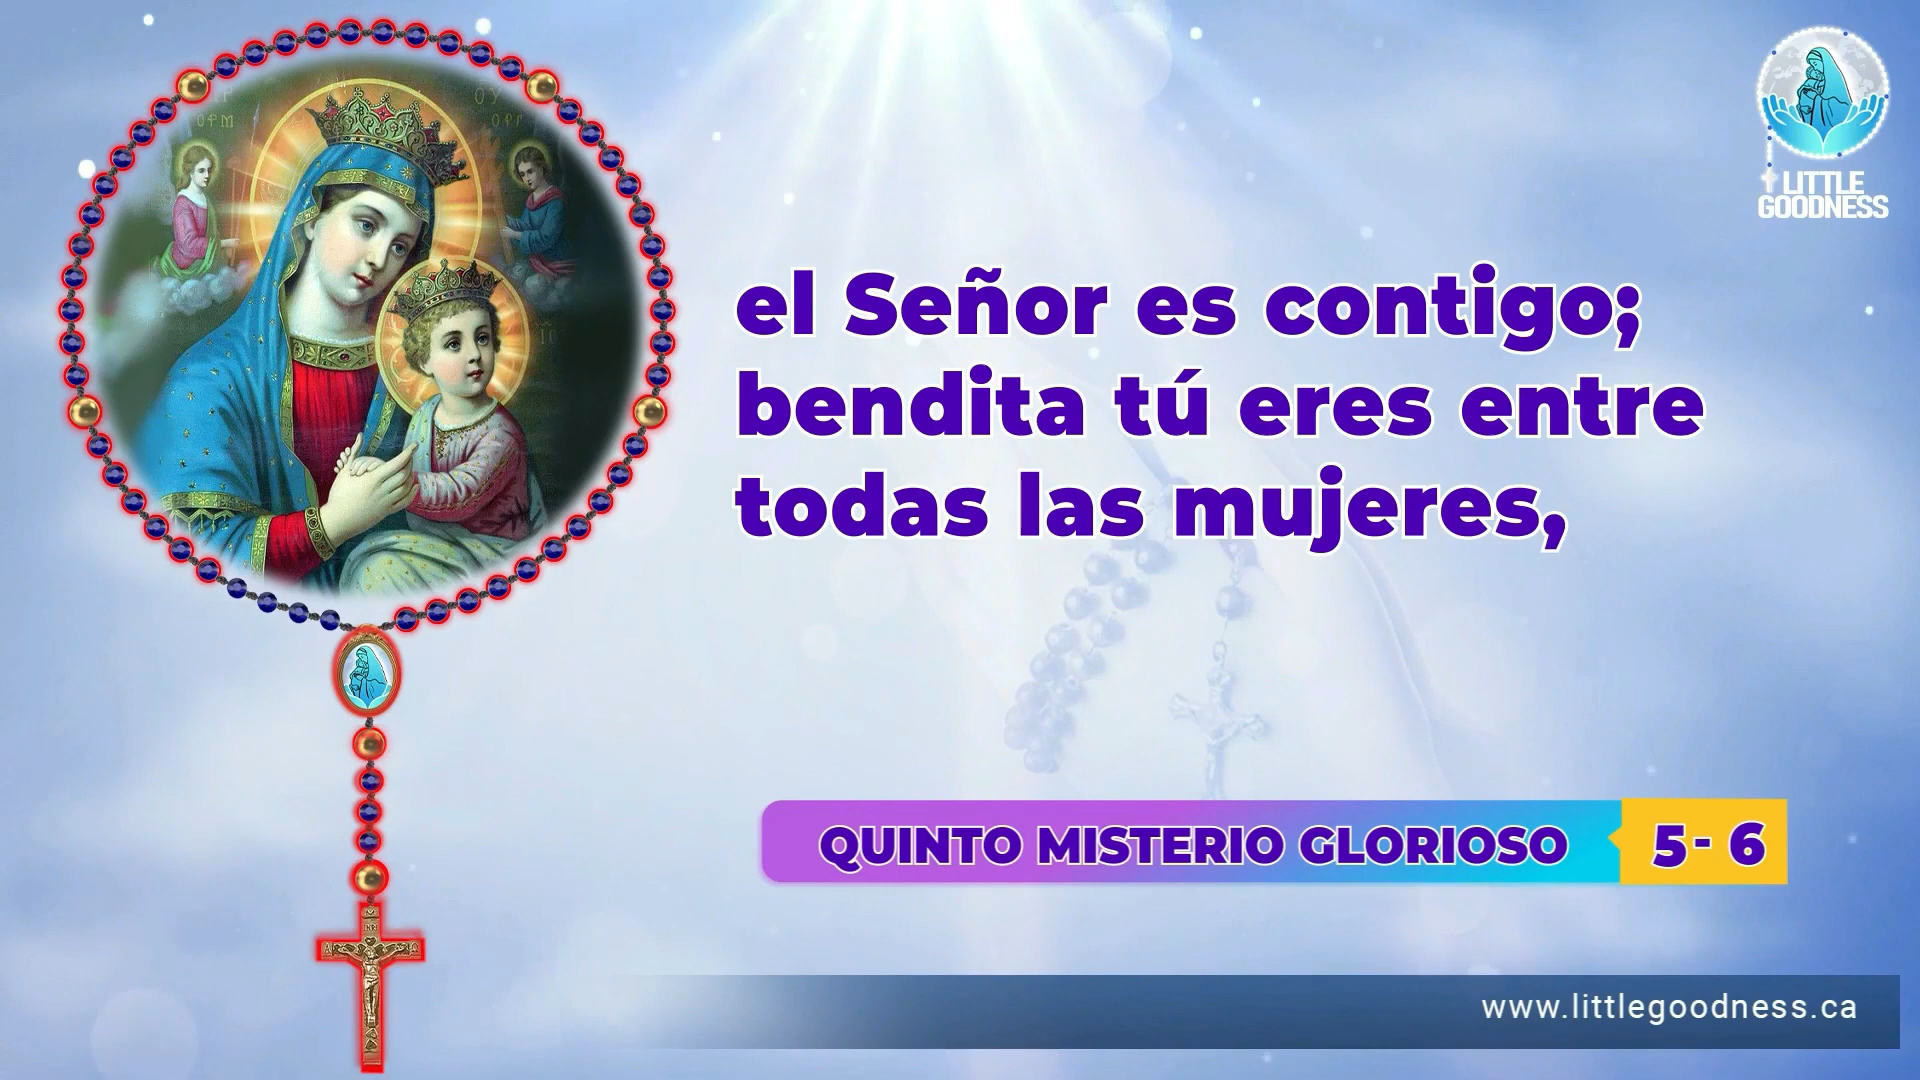 el Señor es contigo;
bendita tú eres entre
todas las mujeres,
QUINTO MISTERIO GLORIOSO
5- 6
www.littlegoodness.ca
LITTLE
GOODNESS
INRI